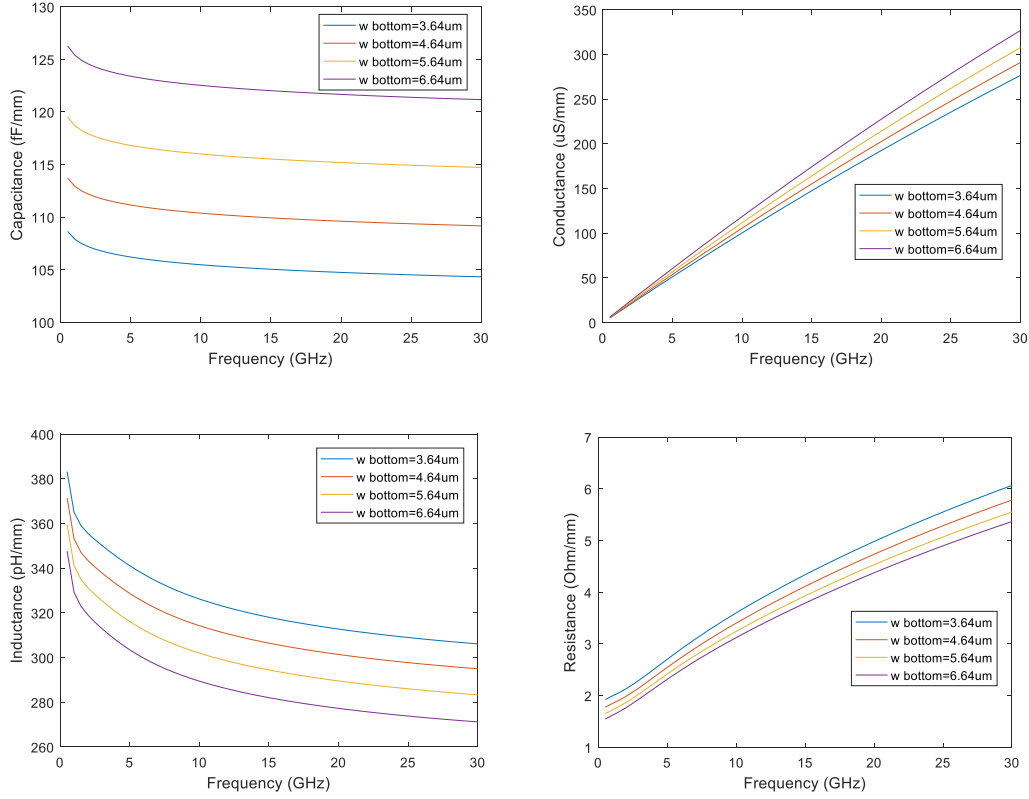 130
125
120
115
110
105
100
Capacitance (fF/mm)
w bottom=3.64um
w bottom=4.64um
w bottom=5.64um
w bottom=6.64um
0 5 10 15 20 25 30
Frequency (GHz)
350
300
250
200
150
100
50
0
Conductance (uS/mm)
w bottom=3.64um
w bottom=4.64um
w bottom=5.64um
w bottom=6.64um
0 5 10 15 20 25 30
Frequency (GHz)
400
380
360
340
320
300
280
260
Inductance (pH/mm)
w bottom=3.64um
w bottom=4.64um
w bottom=5.64um
w bottom=6.64um
0 5 10 15 20 25 30
Frequency (GHz)
7
6
5
4
3
2
1
Resistance (Ohm/mm)
w bottom=3.64um
w bottom=4.64um
w bottom=5.64um
w bottom=6.64um
0 5 10 15 20 25 30
Frequency (GHz)